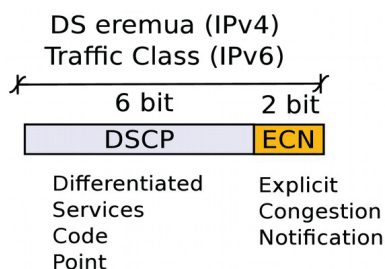 DS eremua (IPv4)
Traffic Class (IPv6)
6 bit 2 bit
DSCP ECN
Differentiated
Services
Code
Point
Explicit
Congestion
Notification